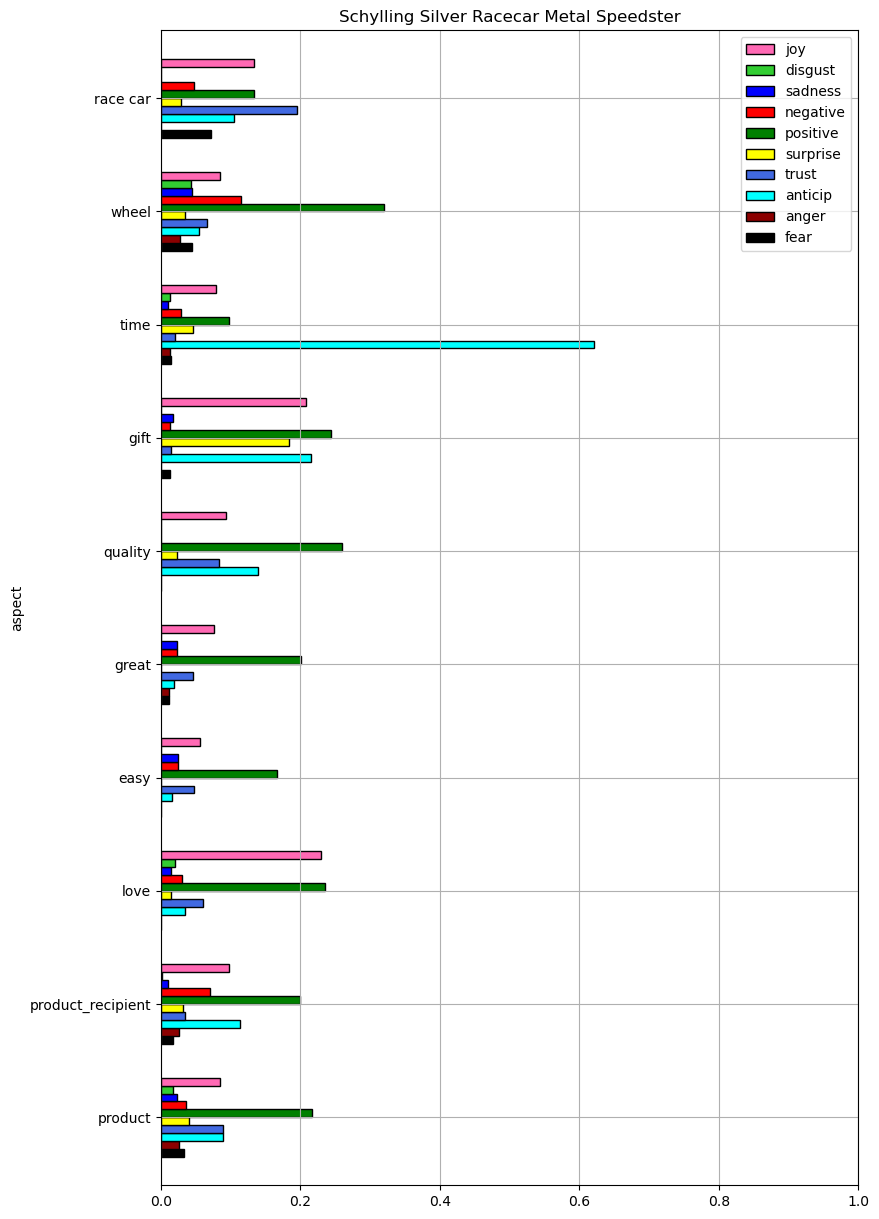 Schylling Silver Racecar Metal Speedster
joy
disgust
sadness
negative
positive
surprise
trust
anticip
anger
fear
race car
wheel
time
gift
quality
great
easy
love
product_recipient
product
aspect
0.0 0.2 0.4 0.6 0.8 1.0